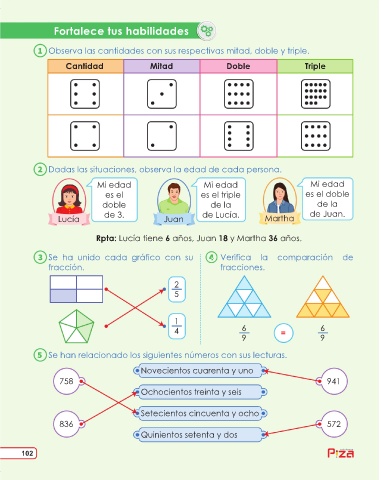 Fortalece tus habilidades
1 Observa las cantidades con sus respectivas mitad, doble y triple.
Cantidad Mitad Doble Triple
2 Dadas las situaciones, observa la edad de cada persona.
Mi edad
es el
doble
de 3.
Lucía
Mi edad
es el triple
de la
de Lucía.
Juan
Mi edad
es el doble
de la
de Juan.
Martha
Rpta: Lucía tiene 6 años, Juan 18 y Martha 36 años.
3 Se ha unido cada gráfico con su
fracción.
2
5
1
4
4 Verifica la comparación de
fracciones.
6 = 6
9 9
5 Se han relacionado los siguientes números con sus lecturas.
758
836
Novecientos cuarenta y uno
Ochocientos treinta y seis
Setecientos cincuenta y ocho
Quinientos setenta y dos
941
572
102
Pizza